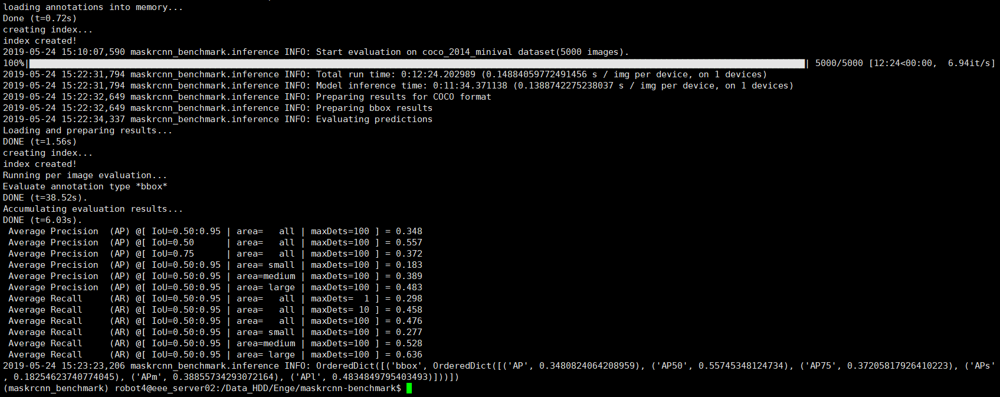 loading annotations into memory...
Done (t=0.72s)
creating index...
index created!
2019-05-24 15:10:07,590 maskrcnn_benchmark.inference INFO: Start evaluation on coco_2014_minival dataset(5000 images).
100%| | 5000/5000 [12:24<00:00,  6.94it/s]
2019-05-24 15:22:31,794 maskrcnn_benchmark.inference INFO: Total run time: 0:12:24.202989 (0.14884059772491456 s / img per device, on 1 devices)
2019-05-24 15:22:31,794 maskrcnn_benchmark.inference INFO: Model inference time: 0:11:34.371138 (0.1388742275238037 s / img per device, on 1 devices)
2019-05-24 15:22:32,649 maskrcnn_benchmark.inference INFO: Preparing results for COCO format
2019-05-24 15:22:32,649 maskrcnn_benchmark.inference INFO: Preparing bbox results
2019-05-24 15:22:34,337 maskrcnn_benchmark.inference INFO: Evaluating predictions
Loading and preparing results...
DONE (t=1.56s)
creating index...
index created!
Running per image evaluation...
Evaluate annotation type *bbox*
DONE (t=38.52s).
Accumulating evaluation results...
DONE (t=6.03s).
 Average Precision  (AP) @[ IoU=0.50:0.95 | area=   all | maxDets=100 ] = 0.348
 Average Precision  (AP) @[ IoU=0.50      | area=   all | maxDets=100 ] = 0.557
 Average Precision  (AP) @[ IoU=0.75      | area=   all | maxDets=100 ] = 0.372
 Average Precision  (AP) @[ IoU=0.50:0.95 | area= small | maxDets=100 ] = 0.183
 Average Precision  (AP) @[ IoU=0.50:0.95 | area=medium | maxDets=100 ] = 0.389
 Average Precision  (AP) @[ IoU=0.50:0.95 | area= large | maxDets=100 ] = 0.483
 Average Recall     (AR) @[ IoU=0.50:0.95 | area=   all | maxDets=  1 ] = 0.298
 Average Recall     (AR) @[ IoU=0.50:0.95 | area=   all | maxDets= 10 ] = 0.458
 Average Recall     (AR) @[ IoU=0.50:0.95 | area=   all | maxDets=100 ] = 0.476
 Average Recall     (AR) @[ IoU=0.50:0.95 | area= small | maxDets=100 ] = 0.277
 Average Recall     (AR) @[ IoU=0.50:0.95 | area=medium | maxDets=100 ] = 0.528
 Average Recall     (AR) @[ IoU=0.50:0.95 | area= large | maxDets=100 ] = 0.636
2019-05-24 15:23:23,206 maskrcnn_benchmark.inference INFO: OrderedDict([('bbox', OrderedDict([('AP', 0.3480824064208959), ('AP50', 0.55745348124734), ('AP75', 0.37205817926410223), ('APs'
, 0.18254623740774045), ('APm', 0.38855734293072164), ('APl', 0.4834849795403493)]))])
(maskrcnn_benchmark) robot4@eee_server02:/Data_HDD/Enge/maskrcnn-benchmark$